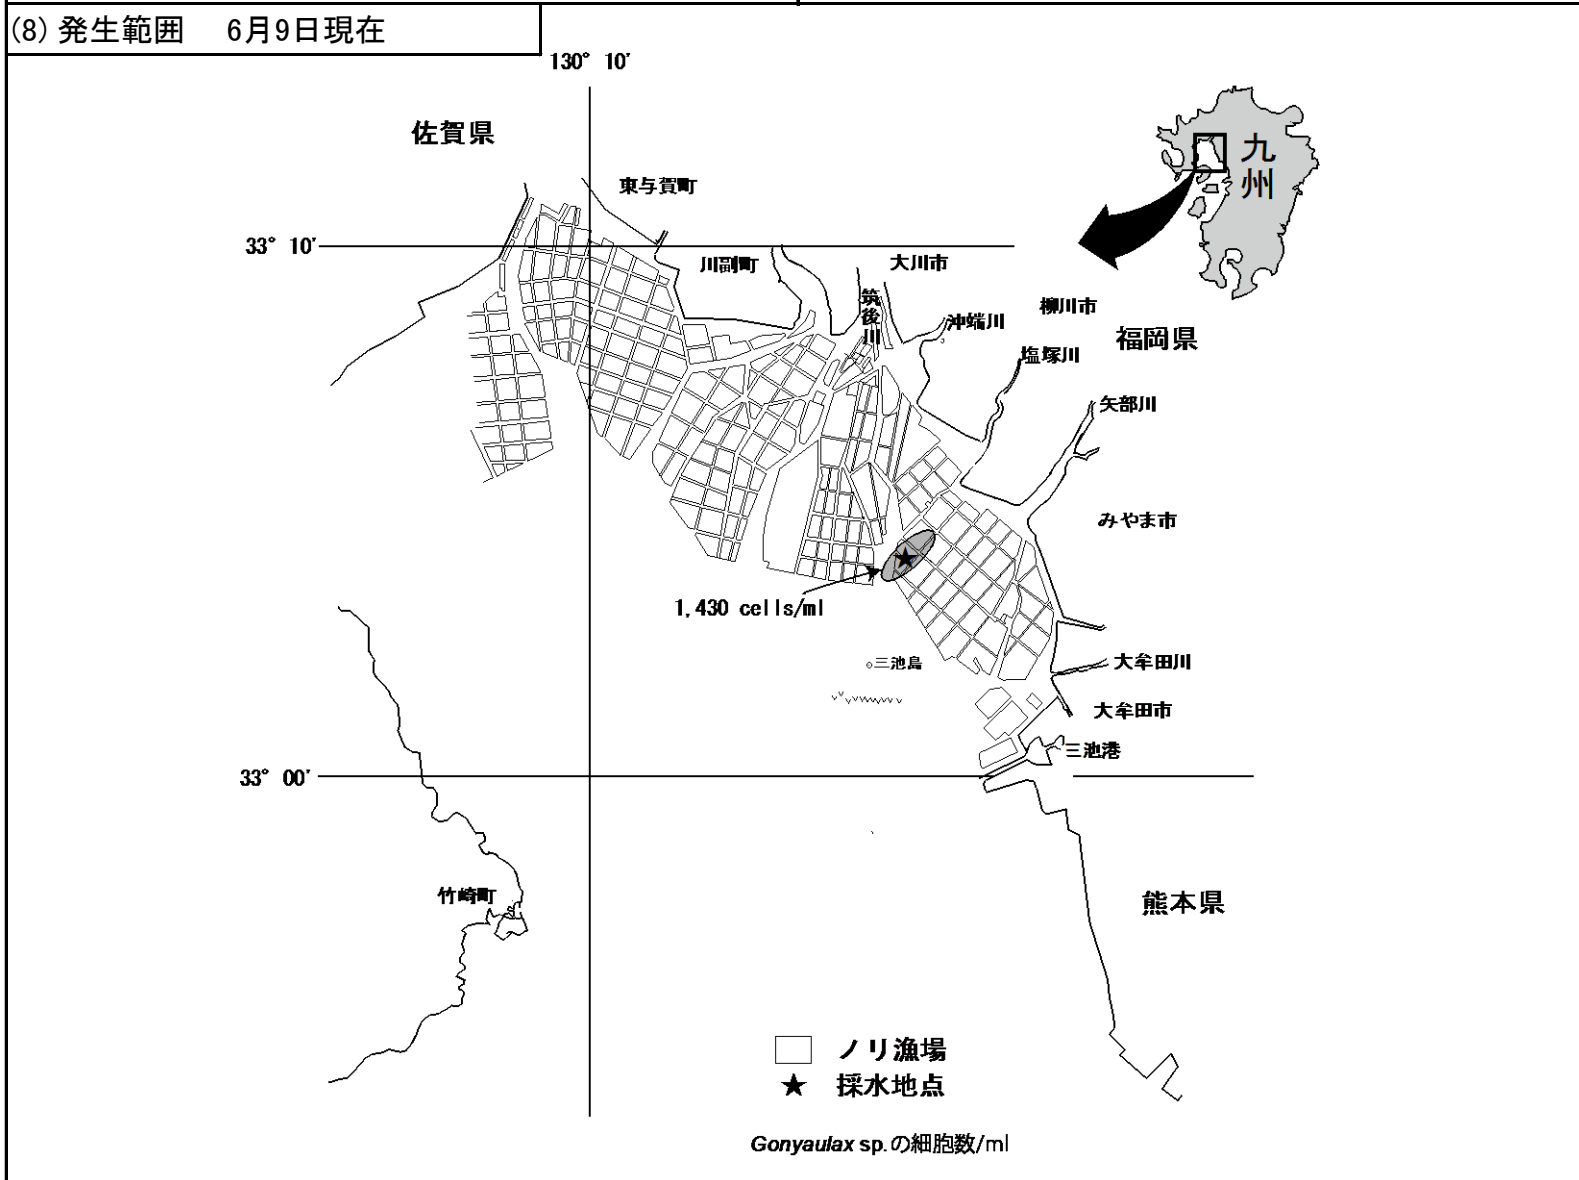 (8) 発生範囲　6月9日現在
130° 10′
佐賀県
九州
東与賀町
33° 10′
川副町
大川市
筑後川
柳川市
沖端川
福岡県
塩塚川
矢部川
みやま市
1,430 cells/ml
三池島
大牟田川
大牟田市
三池港
33° 00′
竹崎町
熊本県
ノリ漁場
★ 採水地点
Gonyaulax sp.の細胞数/ml